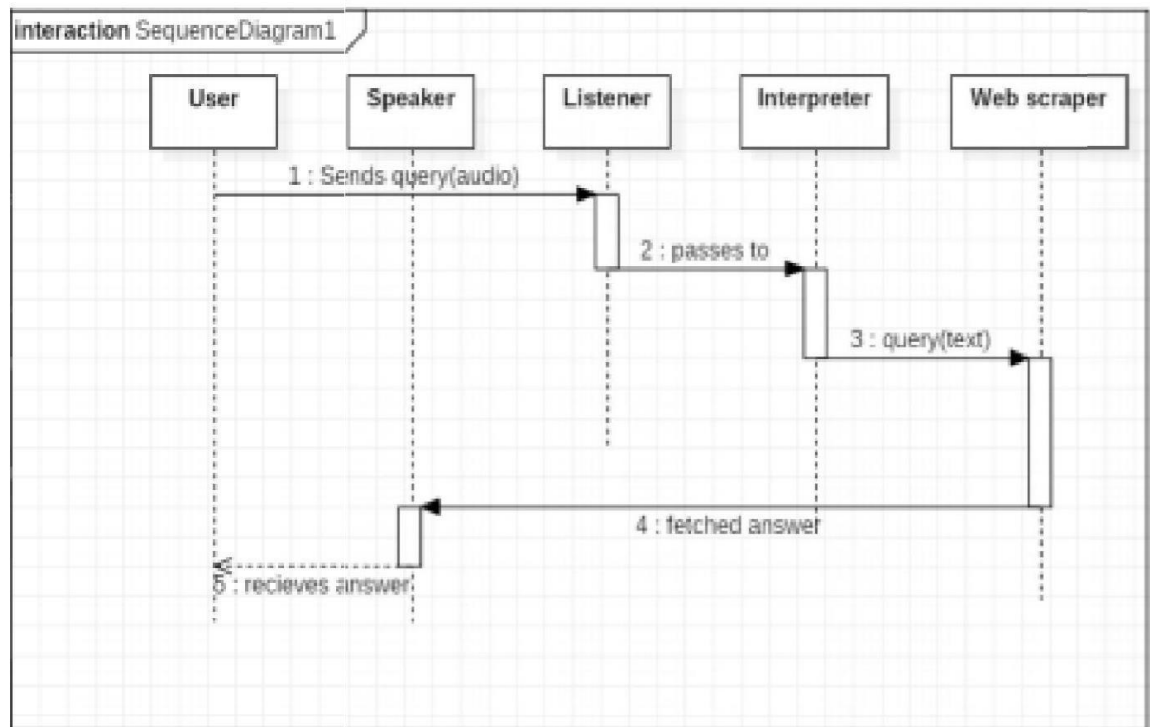 interaction SequenceDiagram1
User
Speaker
Listener
Interpreter
Web scraper
1 : Sends query(audio)
2 : passes to
3 : query(text)
4 : fetched answer
5 : recieves answer